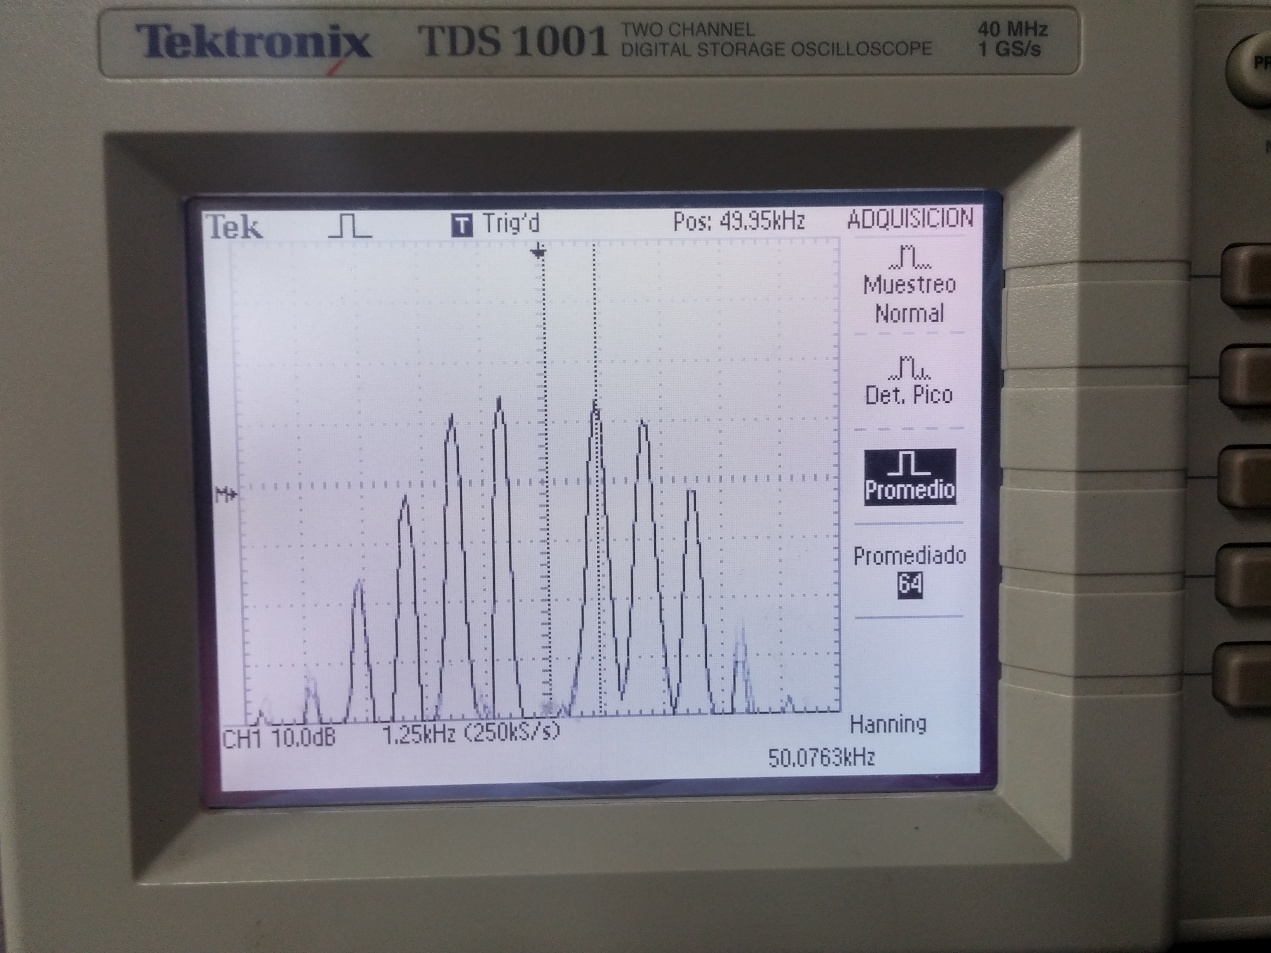 Tektronix TDS 1001 TWO CHANNEL DIGITAL STORAGE OSCILLOSCOPE 40 MHz 1 GS/s
Tek T Trig'd Pos: 49.95kHz ADQUISICION
Muestreo
Normal
Det. Pico
M
Promedio
Promediado
64
CH1 10.0dB 1.25kHz (250kS/s) Hanning
50.0763kHz